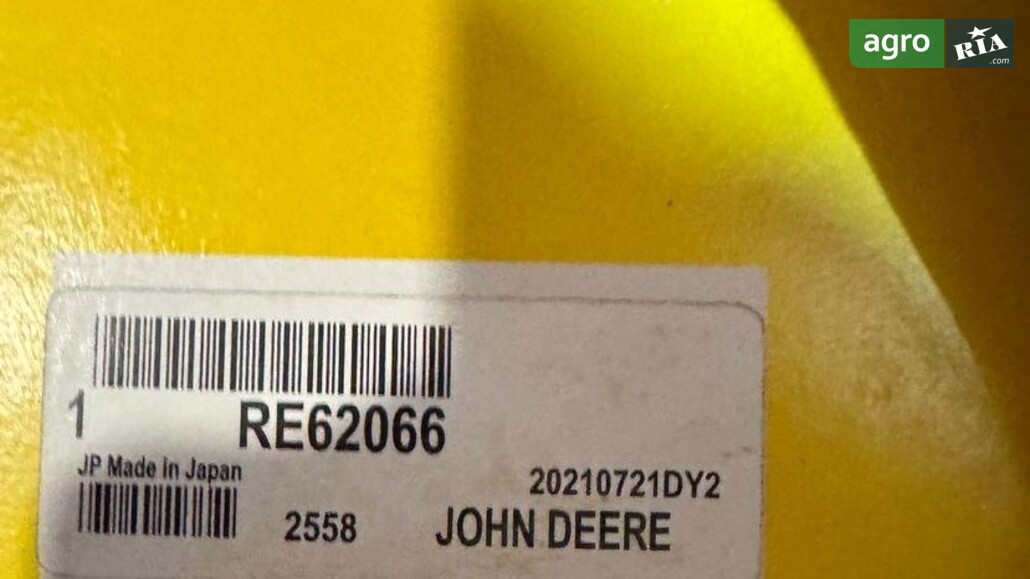 agro RIA .com
1 RE62066
JP Made in Japan
20210721DY2
2558 JOHN DEERE